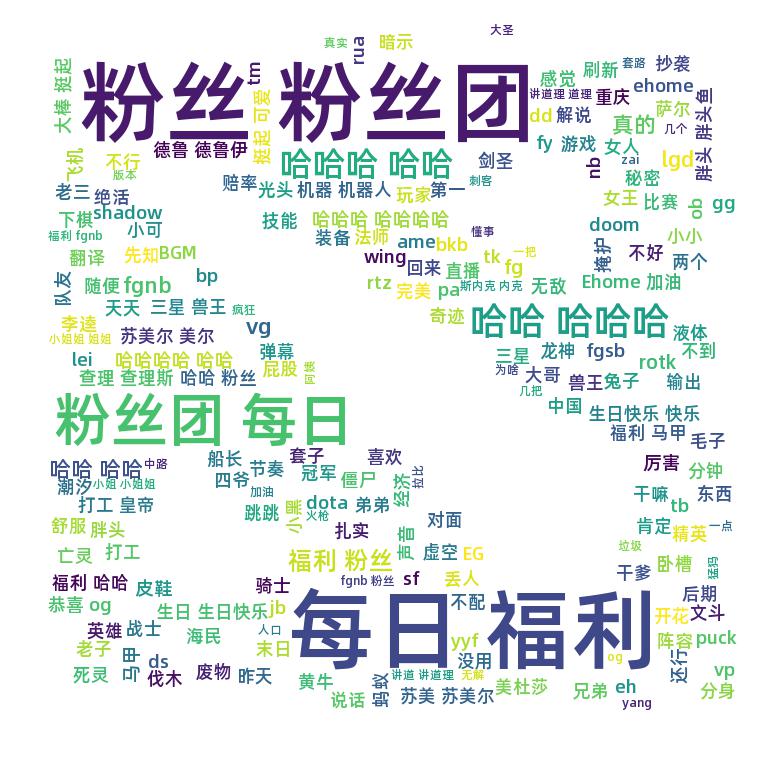 大圣
真实
暗示
rua
粉丝 粉丝团
大棒 挺起
tm
挺起 可爱
感觉
刷新
套路
抄袭
ehome
讲道理 道理
重庆
萨尔
胖头 胖头鱼
dd
解说
真的
几个
德鲁 德鲁伊
fy
游戏
女人
nb
zai
lgd
飞机
不行
版本
哈哈哈 哈哈
剑圣
刺客
秘密
老三
绝活
赔率
光头
机器 机器人
玩家
第一
女王
比赛
ob
gg
下棋
shadow
小可
技能
哈哈哈 哈哈哈哈
doom
小小
福利 fgnb
先知
BGM
装备
法师
ame
bkb
懂事
tk
一把
掩护
不好
两个
翻译
wing
回来
直播
fg
队友
随便
fgnb
bp
rtz
完美
pa
斯内克 内克
无敌
Ehome 加油
天天
三星 兽王
疯狂
奇迹
李逵
小姐姐 姐姐
苏美尔 美尔
vg
哈哈 哈哈哈
液体
lei
哈哈哈哈 哈哈
弹幕
三星
龙神
fgsb
rotk
不到
查理 查理斯
哈哈 粉丝
屁股
为啥
大哥
兽王
兔子
输出
几把
中国
生日快乐 快乐
粉丝团 每日
福利 马甲
毛子
哈哈 哈哈
中路
船长
节奏
套子
冠军
喜欢
厉害
分钟
潮汐
小姐 小姐姐
四爷
加油
僵尸
经济
拉比
干嘛
tb
东西
打工 皇帝
跳跳
小黑
火枪
dota
弟弟
舒服
胖头
扎实
声音
对面
肯定
精英
一点
亡灵
打工
福利 粉丝
虚空
EG
垃圾
卧槽
猛犸
福利 哈哈
皮鞋
骑士
fgnb 粉丝
sf
丢人
干爹
后期
恭喜 og
生日 生日快乐
jb
每日 福利
不配
开花
文斗
英雄
战士
海民
人口
yyf
阵容
puck
老子
末日
没用
og
还行
死灵
马甲
ds
伐木
废物
昨天
黄牛
蚂蚁
讲道 讲道理
无解
美杜莎
eh
vp
说话
苏美 苏美尔
兄弟
yang
分身